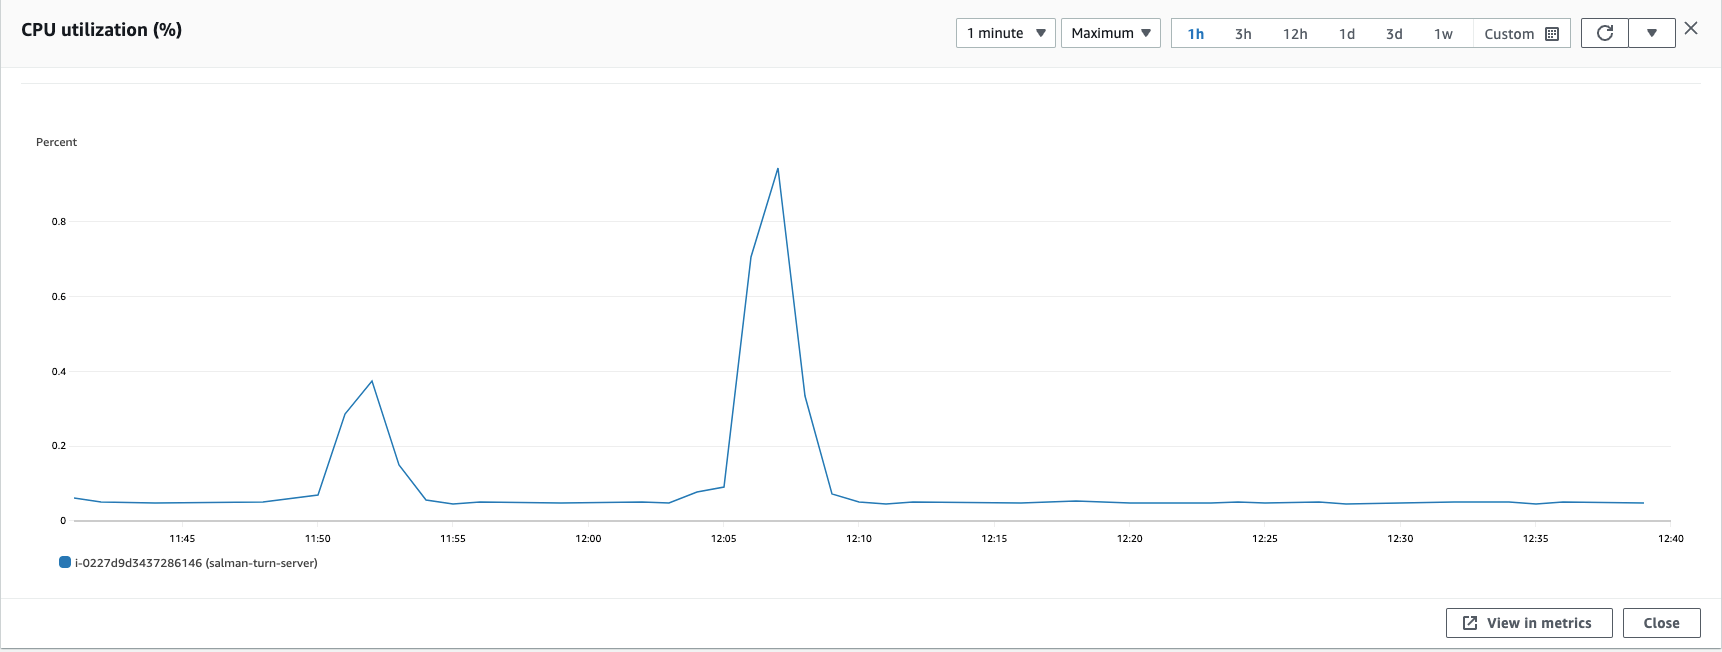 CPU utilization (%)
1 minute
Maximum
1h
3h
12h
1d
3d
1w
Custom
Percent
0.8
0.6
0.4
0.2
0
11:45
11:50
11:55
12:00
12:05
12:10
12:15
12:20
12:25
12:30
12:35
12:40
i-0227d9d3437286146 (salman-turn-server)
View in metrics
Close